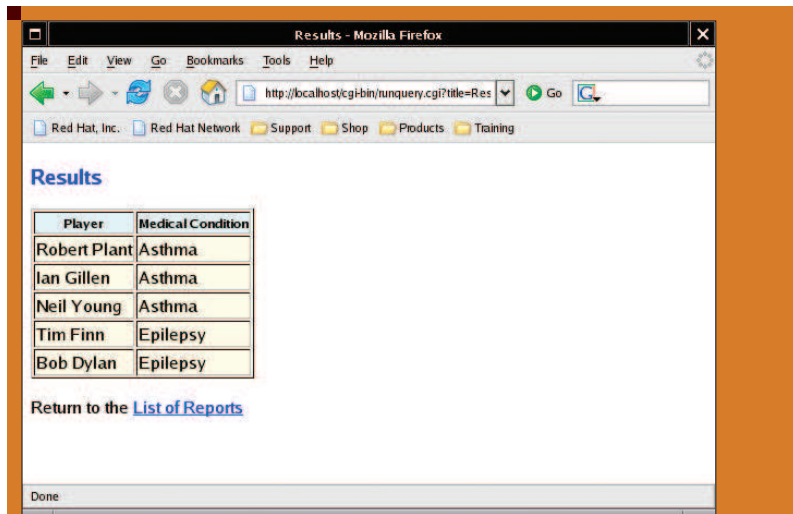 Results - Mozilla Firefox
File Edit View Go Bookmarks Tools Help
http://localhost/cgi-bin/runquery.cgi?title=Res Go G
Red Hat, Inc. Red Hat Network Support Shop Products Training
Results
Player Medical Condition
Robert Plant Asthma
Ian Gillen Asthma
Neil Young Asthma
Tim Finn Epilepsy
Bob Dylan Epilepsy
Return to the List of Reports
Done